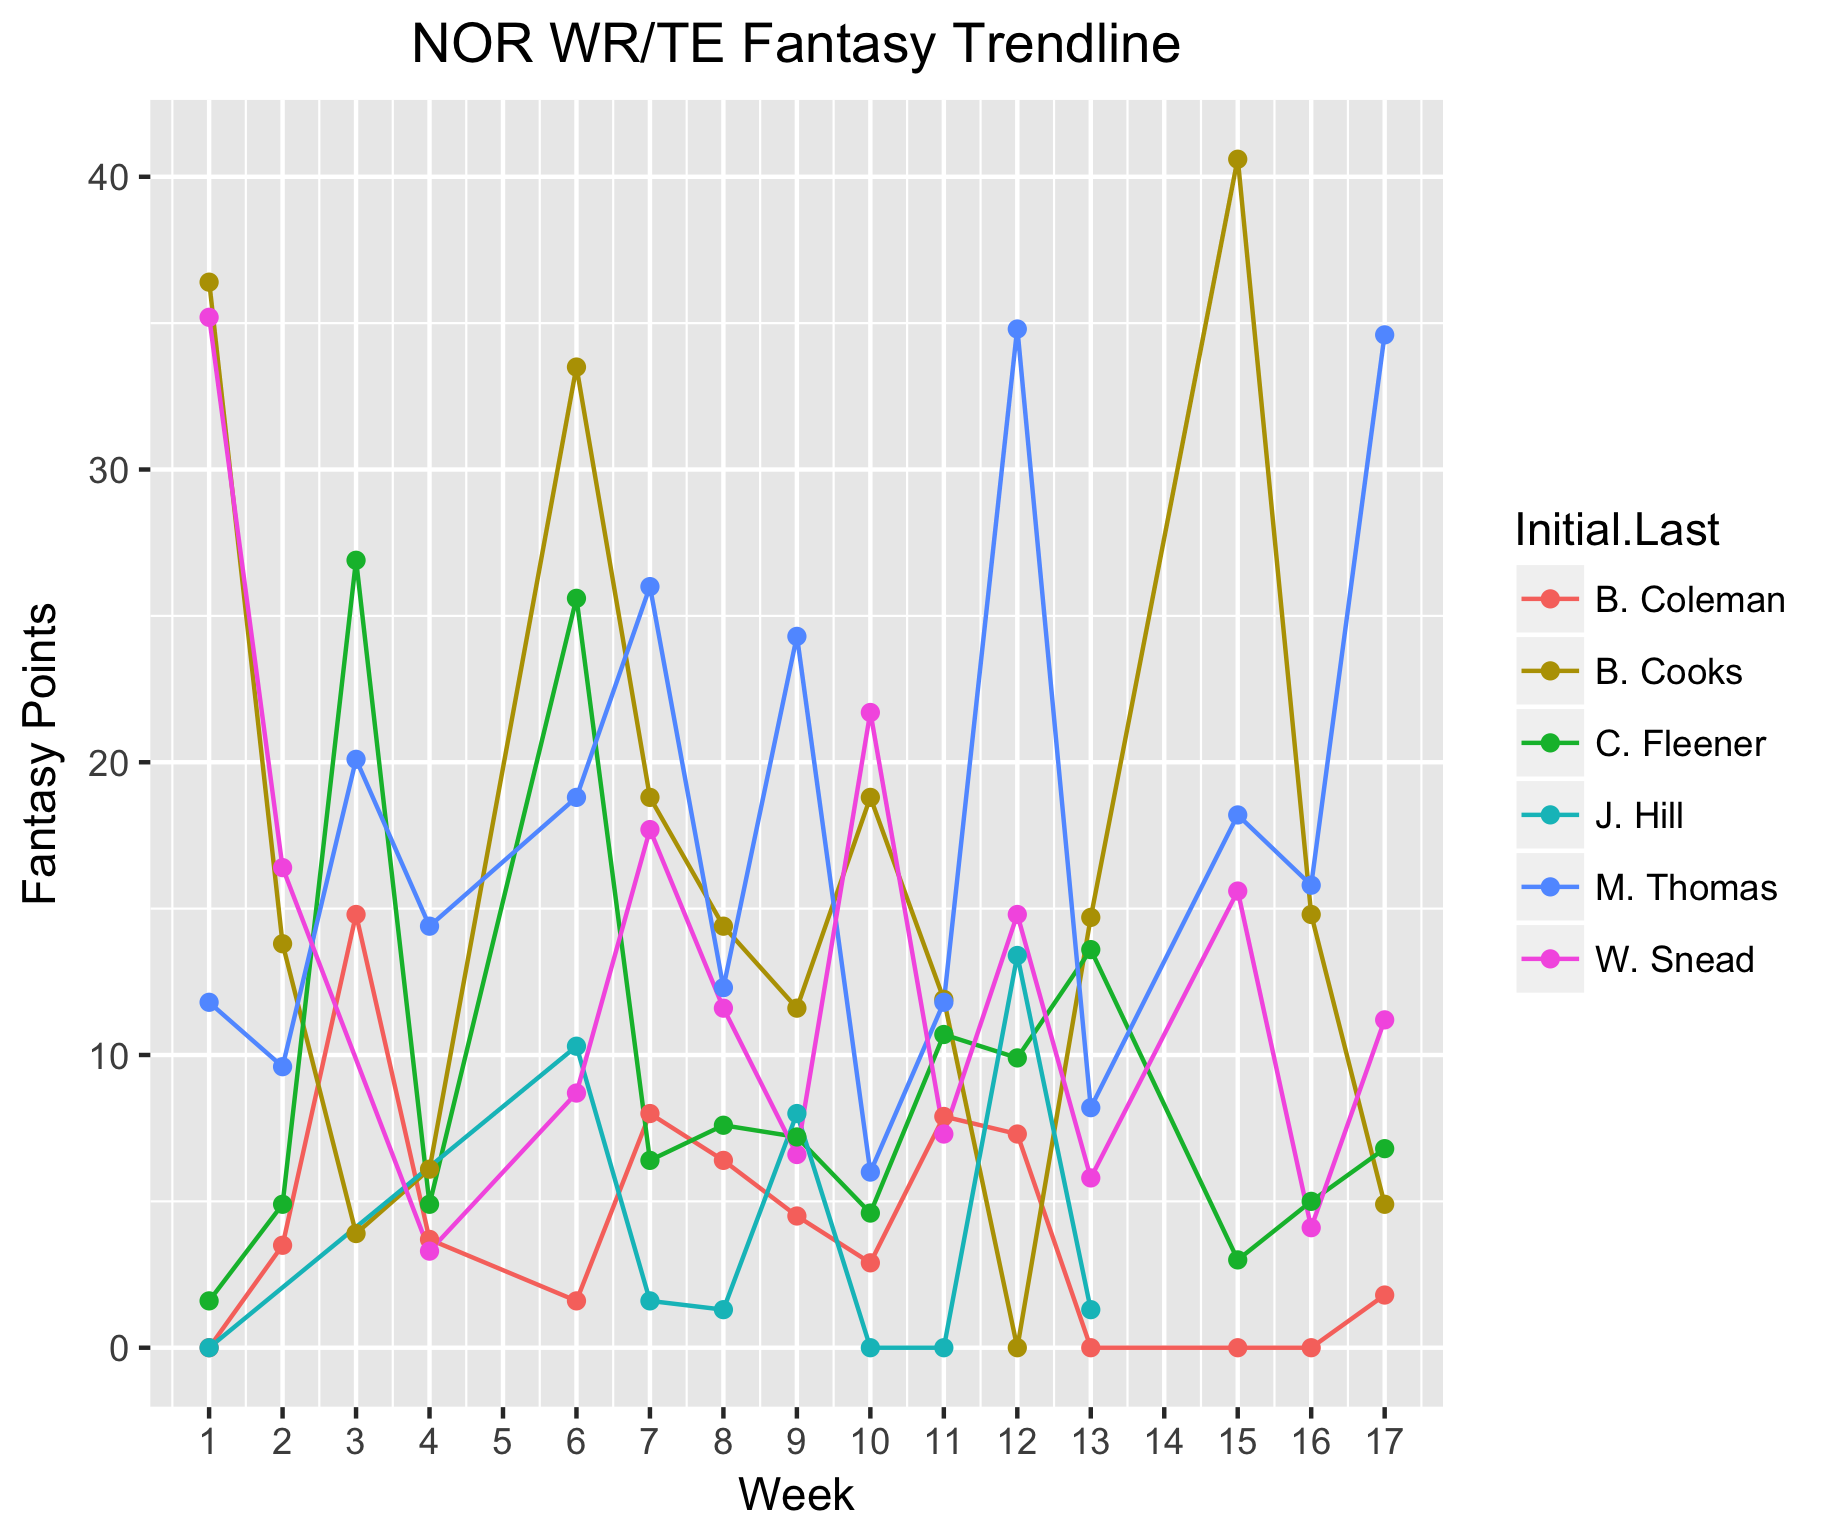 NOR WR/TE Fantasy Trendline
Fantasy Points
40
30
20
10
0
1 2 3 4 5 6 7 8 9 10 11 12 13 14 15 16 17
Week
Initial.Last
B. Coleman
B. Cooks
C. Fleener
J. Hill
M. Thomas
W. Snead